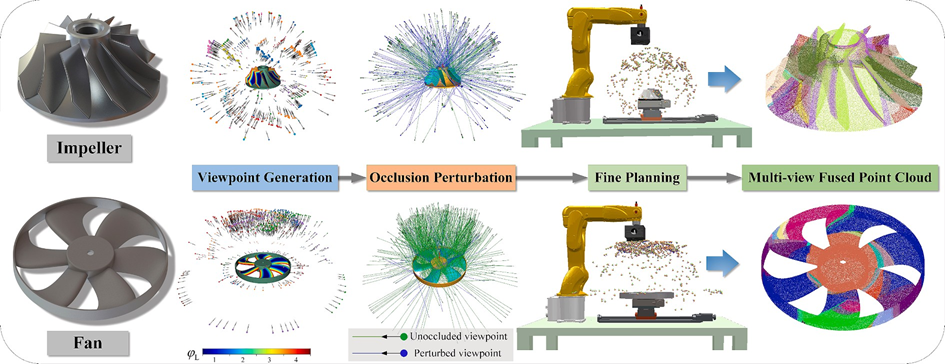 Impeller
Viewpoint Generation
Occlusion Perturbation
Fine Planning
Multi-view Fused Point Cloud
Fan
φL
1
2
3
4
Unoccluded viewpoint
Perturbed viewpoint